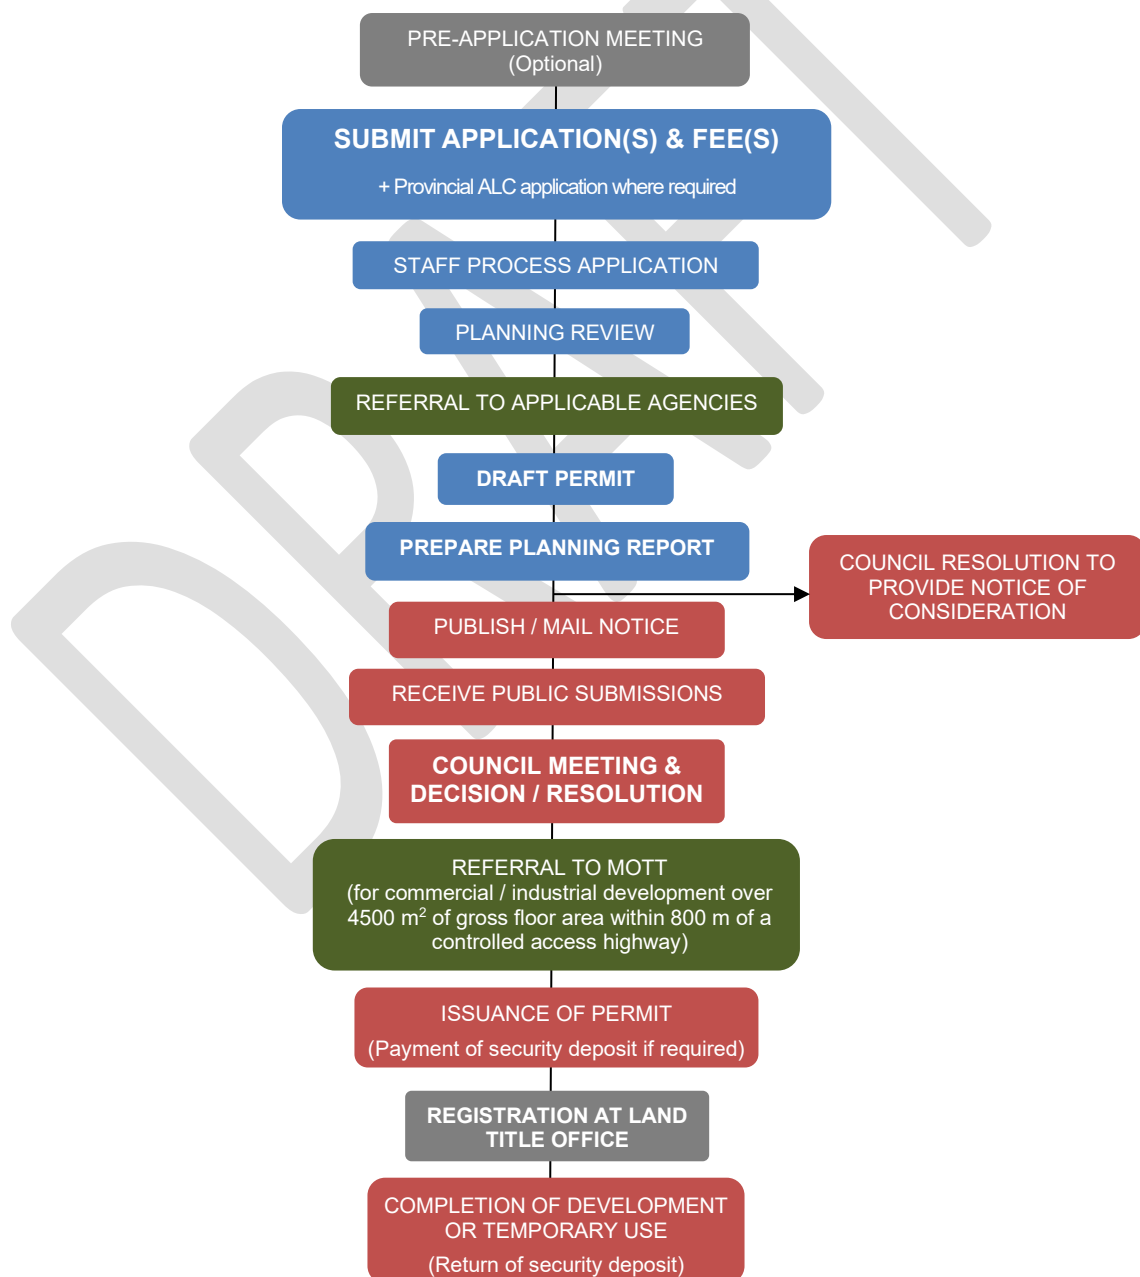 PRE-APPLICATION MEETING
(Optional)
SUBMIT APPLICATION(S) & FEE(S)
+ Provincial ALC application where required
STAFF PROCESS APPLICATION
PLANNING REVIEW
REFERRAL TO APPLICABLE AGENCIES
DRAFT PERMIT
PREPARE PLANNING REPORT
COUNCIL RESOLUTION TO
PROVIDE NOTICE OF
CONSIDERATION
PUBLISH / MAIL NOTICE
RECEIVE PUBLIC SUBMISSIONS
COUNCIL MEETING &
DECISION / RESOLUTION
REFERRAL TO MOTT
(for commercial / industrial development over
4500 m² of gross floor area within 800 m of a
controlled access highway)
ISSUANCE OF PERMIT
(Payment of security deposit if required)
REGISTRATION AT LAND
TITLE OFFICE
COMPLETION OF DEVELOPMENT
OR TEMPORARY USE
(Return of security deposit)
DRAFT